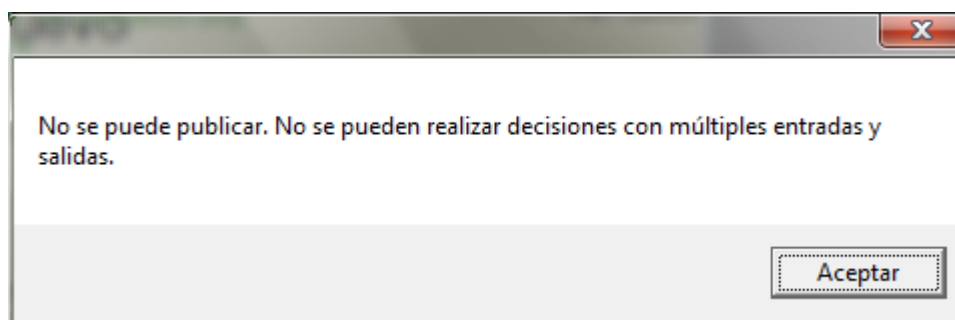 No se puede publicar. No se pueden realizar decisiones con múltiples entradas y
salidas.
Aceptar